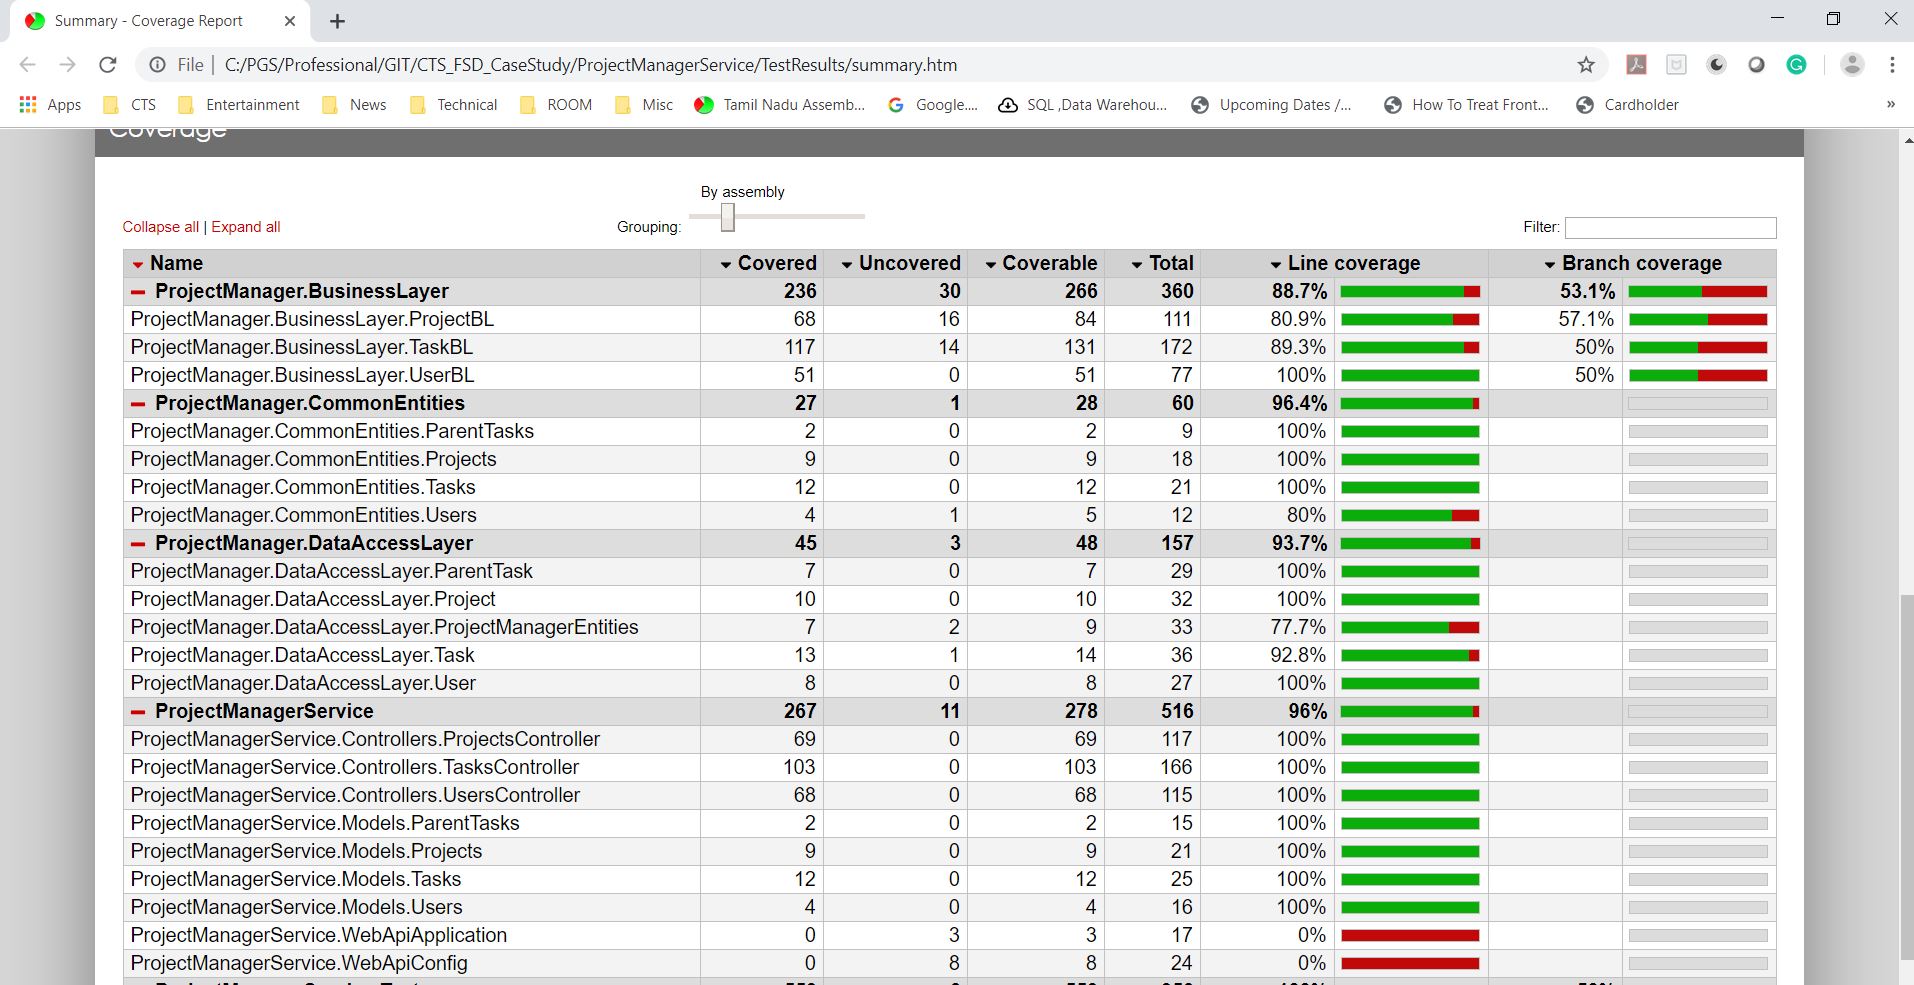 Summary - Coverage Report
File | C:/PGS/Professional/GIT/CTS_FSD_CaseStudy/ProjectManagerService/TestResults/summary.htm
Apps CTS Entertainment News Technical ROOM Misc Tamil Nadu Assemb... Google.... SQL ,Data Warehou... Upcoming Dates /... How To Treat Front... Cardholder »
Coverage
By assembly
Collapse all | Expand all Grouping: Filter:
Name Covered Uncovered Coverable Total Line coverage Branch coverage
ProjectManager.BusinessLayer 236 30 266 360 88.7% 53.1%
ProjectManager.BusinessLayer.ProjectBL 68 16 84 111 80.9% 57.1%
ProjectManager.BusinessLayer.TaskBL 117 14 131 172 89.3% 50%
ProjectManager.BusinessLayer.UserBL 51 0 51 77 100% 50%
ProjectManager.CommonEntities 27 1 28 60 96.4%
ProjectManager.CommonEntities.ParentTasks 2 0 2 9 100%
ProjectManager.CommonEntities.Projects 9 0 9 18 100%
ProjectManager.CommonEntities.Tasks 12 0 12 21 100%
ProjectManager.CommonEntities.Users 4 1 5 12 80%
ProjectManager.DataAccessLayer 45 3 48 157 93.7%
ProjectManager.DataAccessLayer.ParentTask 7 0 7 29 100%
ProjectManager.DataAccessLayer.Project 10 0 10 32 100%
ProjectManager.DataAccessLayer.ProjectManagerEntities 7 2 9 33 77.7%
ProjectManager.DataAccessLayer.Task 13 1 14 36 92.8%
ProjectManager.DataAccessLayer.User 8 0 8 27 100%
ProjectManagerService 267 11 278 516 96%
ProjectManagerService.Controllers.ProjectsController 69 0 69 117 100%
ProjectManagerService.Controllers.TasksController 103 0 103 166 100%
ProjectManagerService.Controllers.UsersController 68 0 68 115 100%
ProjectManagerService.Models.ParentTasks 2 0 2 15 100%
ProjectManagerService.Models.Projects 9 0 9 21 100%
ProjectManagerService.Models.Tasks 12 0 12 25 100%
ProjectManagerService.Models.Users 4 0 4 16 100%
ProjectManagerService.WebApiApplication 0 3 3 17 0%
ProjectManagerService.WebApiConfig 0 8 8 24 0%